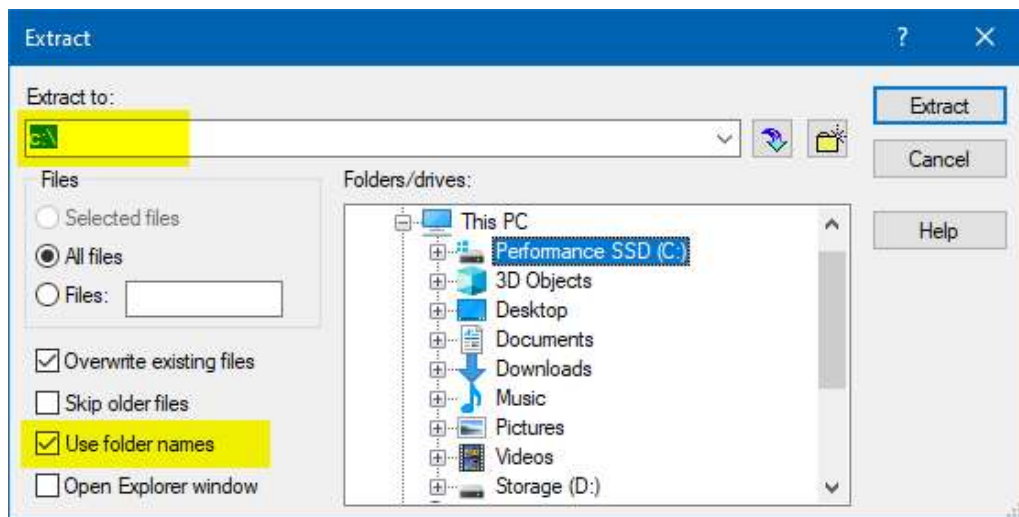 Extract
?
Extract to:
c:\
Extract
Cancel
Help
Files
Selected files
All files
Files:
Overwrite existing files
Skip older files
Use folder names
Open Explorer window
Folders/drives:
This PC
Performance SSD (C:)
3D Objects
Desktop
Documents
Downloads
Music
Pictures
Videos
Storage (D:)